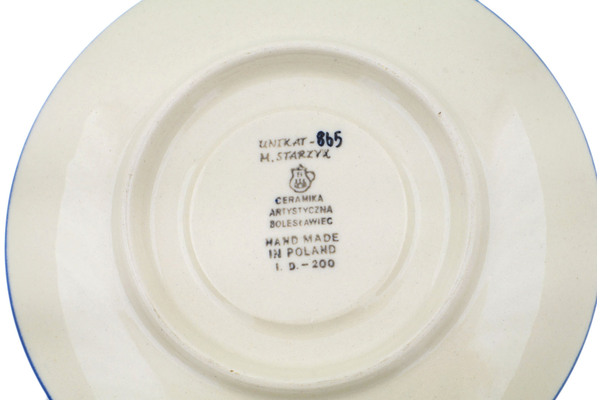 UNIKAT-865
M. STARZYK
CERAMIKA
ARTYSTYCZNA
BOLESŁAWIEC
HAND MADE
IN POLAND
I. D.-200